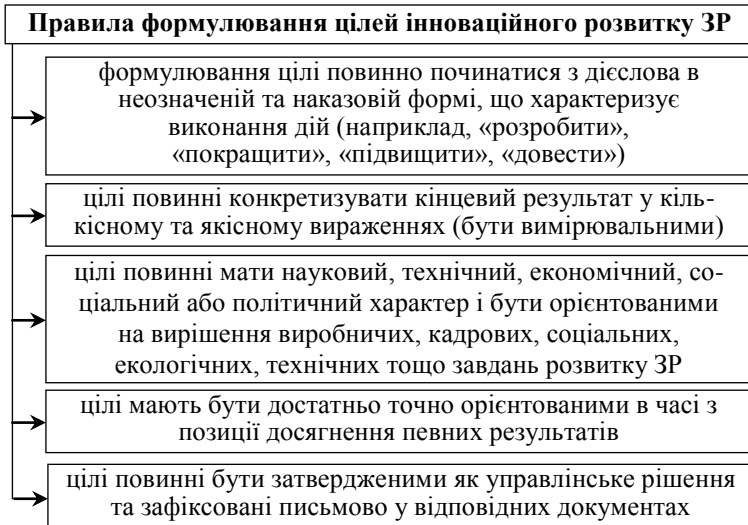 Правила формулювання цілей інноваційного розвитку ЗР
формулювання цілі повинно починатися з дієслова в
неозначеній та наказовій формі, що характеризує
виконання дій (наприклад, «розробити»,
«покращити», «підвищити», «довести»)
цілі повинні конкретизувати кінцевий результат у кіль-
кісному та якісному вираженнях (бути вимірювальними)
цілі повинні мати науковий, технічний, економічний, со-
ціальний або політичний характер і бути орієнтованими
на вирішення виробничих, кадрових, соціальних,
екологічних, технічних тощо завдань розвитку ЗР
цілі мають бути достатньо точно орієнтованими в часі з
позиції досягнення певних результатів
цілі повинні бути затвердженими як управлінське рішення
та зафіксовані письмово у відповідних документах